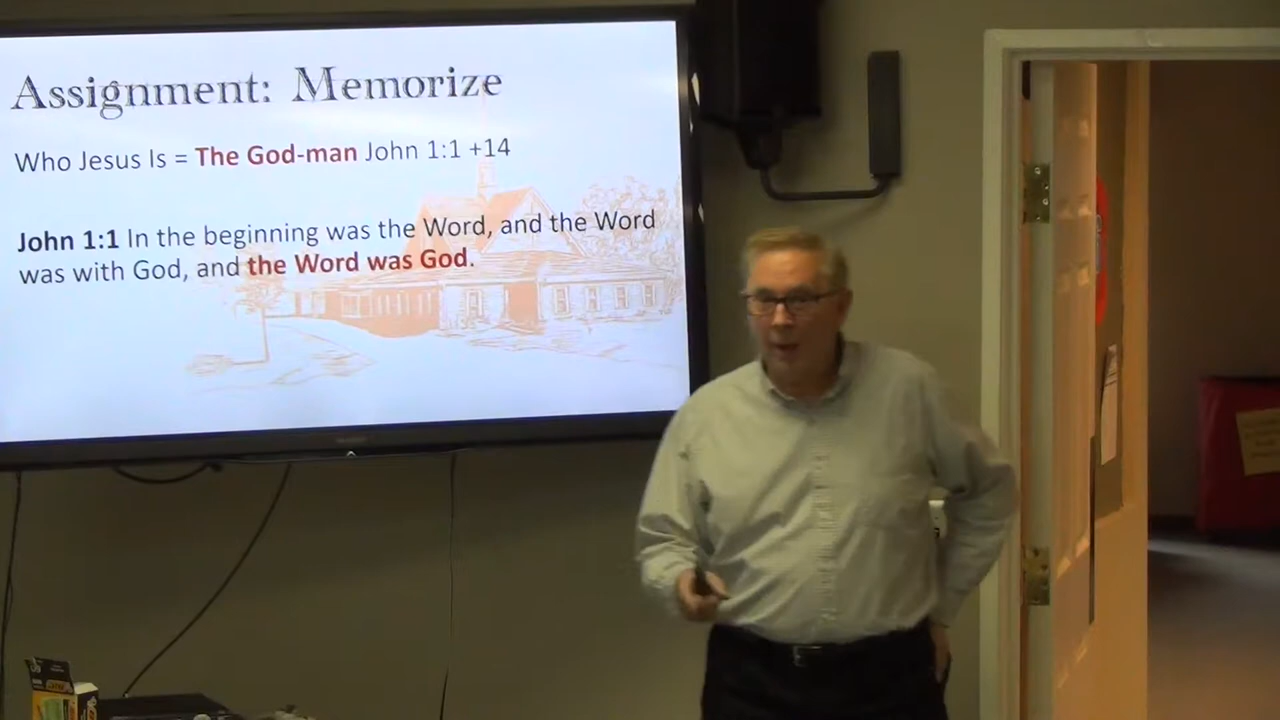 Assignment: Memorize
Who Jesus Is = The God-man John 1:1 +14
John 1:1 In the beginning was the Word, and the Word
was with God, and the Word was God.